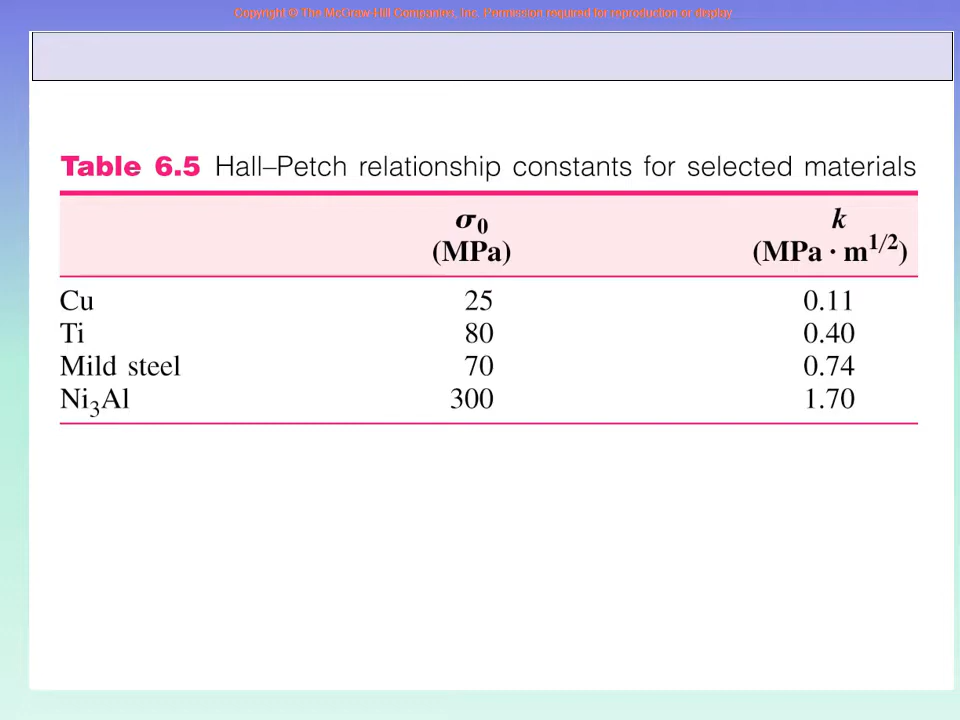 Copyright © The McGraw-Hill Companies, Inc. Permission required for reproduction or display
Table 6.5 Hall–Petch relationship constants for selected materials
σ0 k
(MPa) (MPa · m1/2)
Cu 25 0.11
Ti 80 0.40
Mild steel 70 0.74
Ni3Al 300 1.70